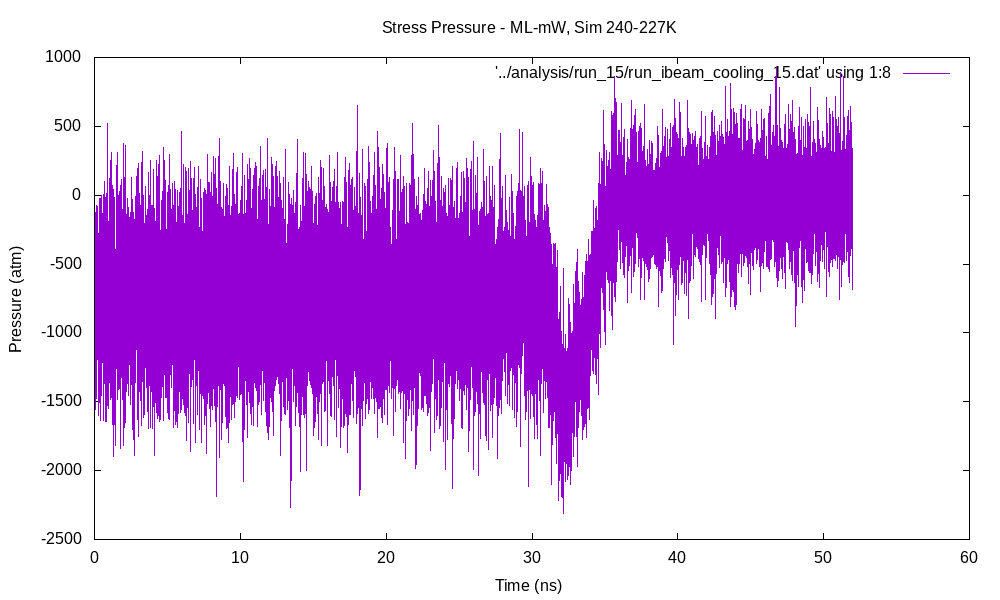 Stress Pressure - ML-mW, Sim 240-227K
'../analysis/run_15/run_ibeam_cooling_15.dat' using 1:8
1000
500
0
-500
-1000
-1500
-2000
-2500
Pressure (atm)
0 10 20 30 40 50 60
Time (ns)